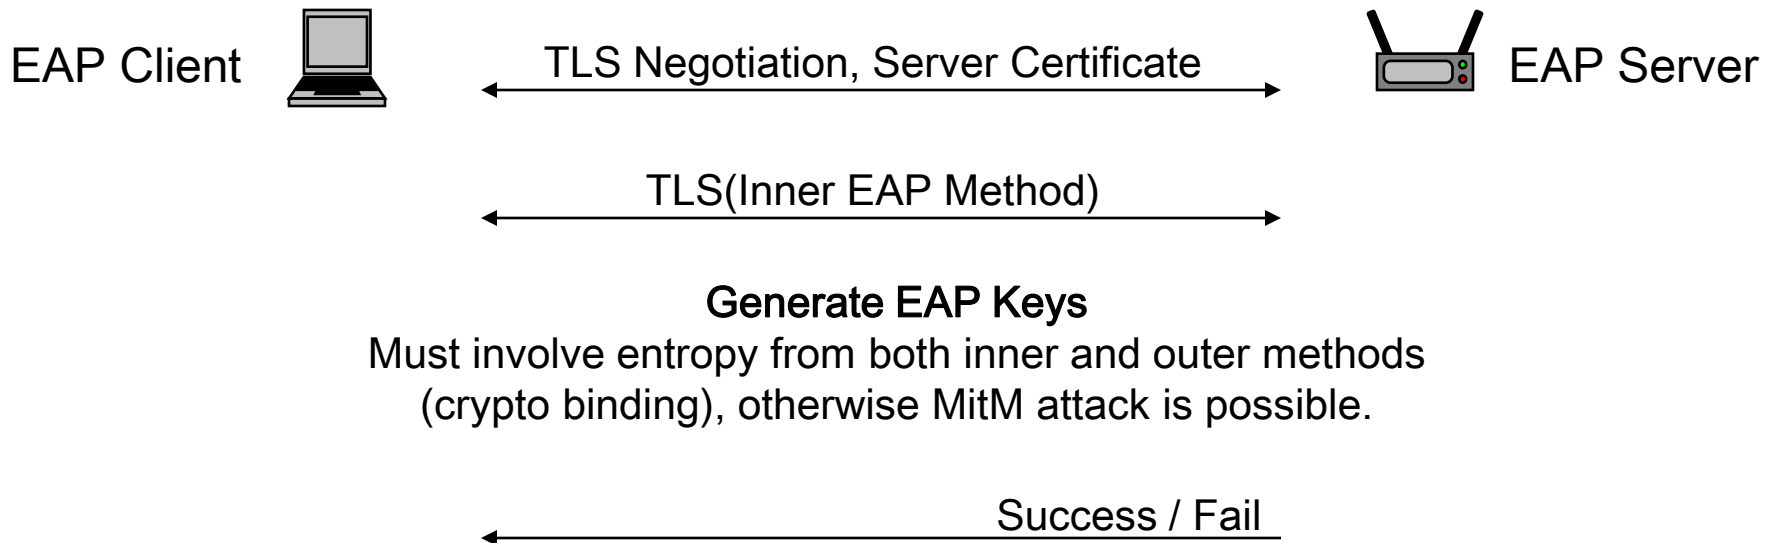 EAP Client
TLS Negotiation, Server Certificate
EAP Server
TLS(Inner EAP Method)
Generate EAP Keys
Must involve entropy from both inner and outer methods
(crypto binding), otherwise MitM attack is possible.
Success / Fail